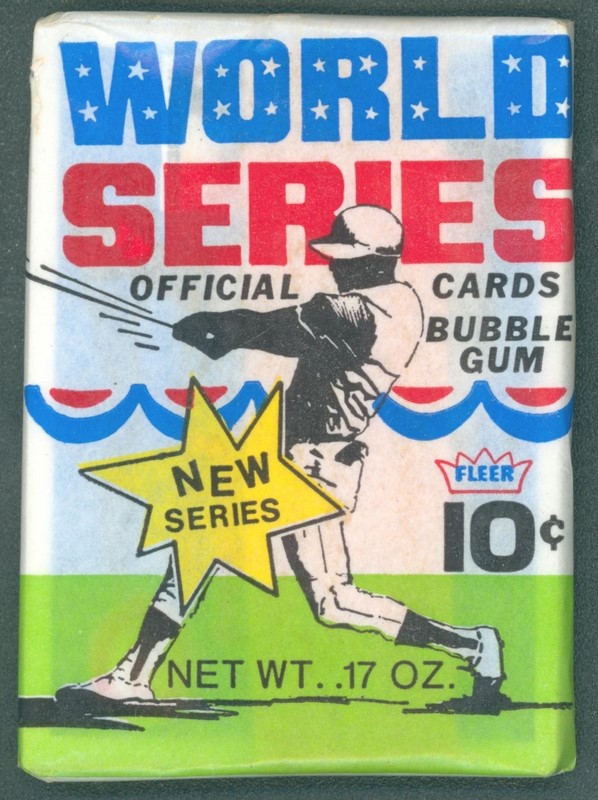 WORLD
SERIES
OFFICIAL CARDS
BUBBLE
GUM
NEW
SERIES
FLEER
10¢
NET WT. .17 OZ.